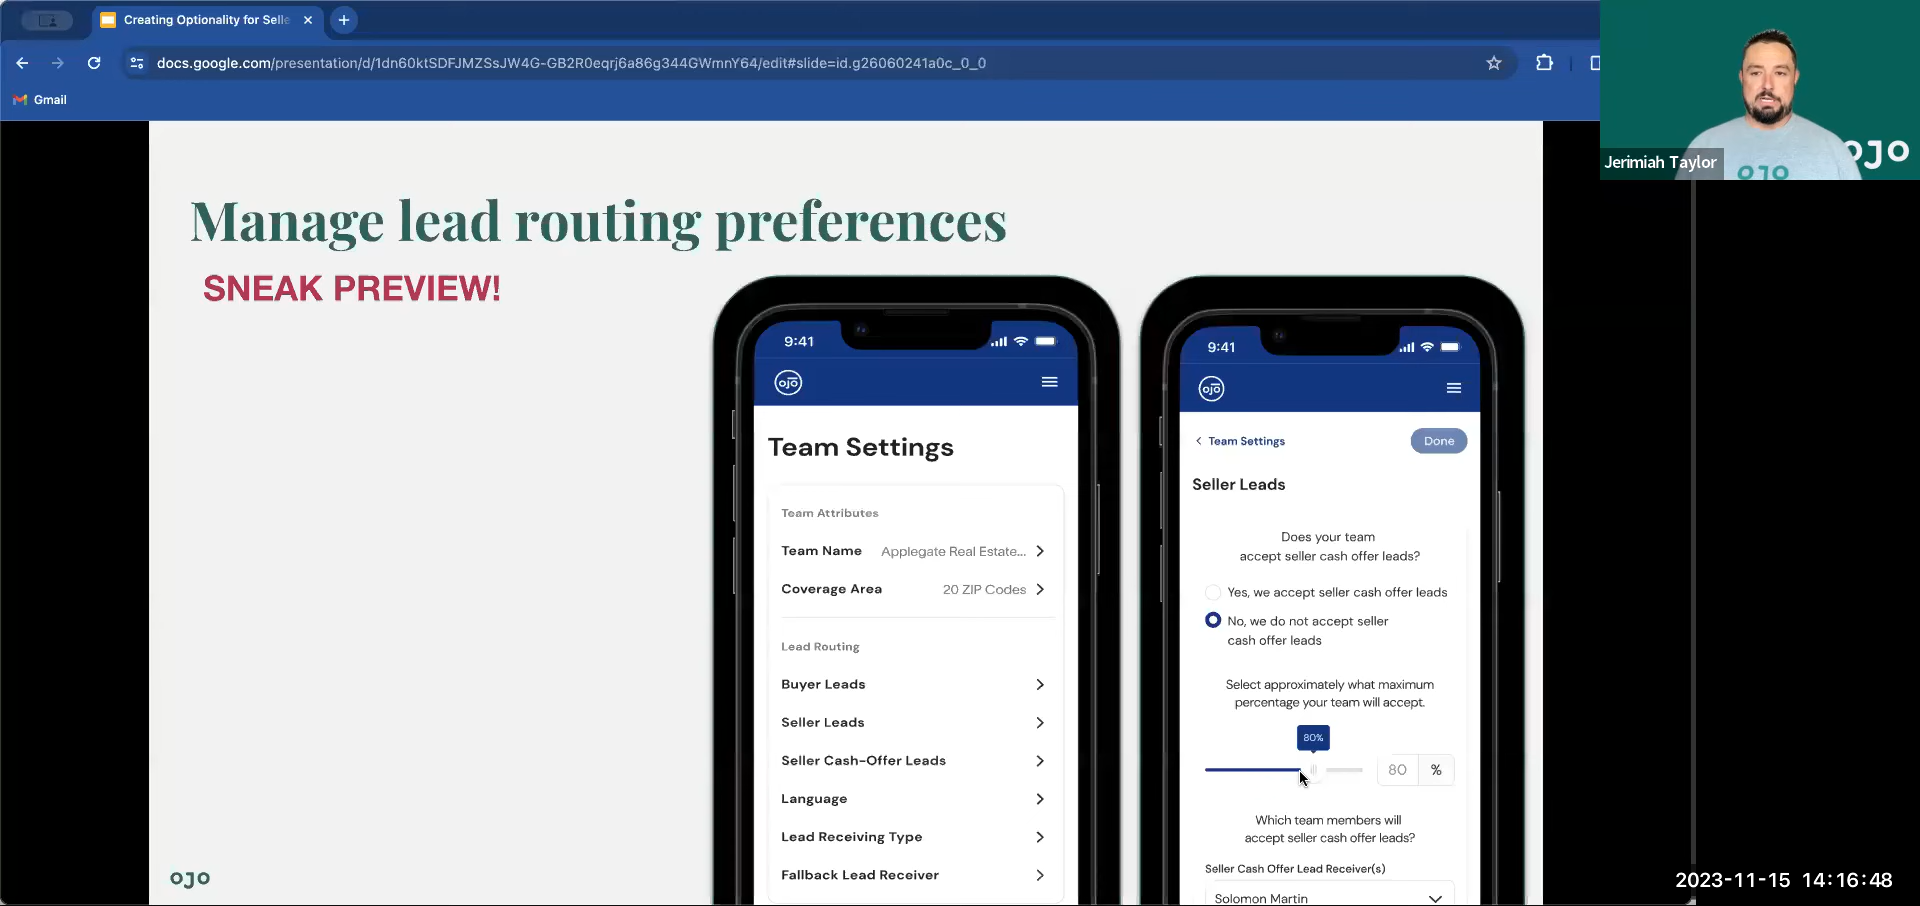 Creating Optionality for Selle
docs.google.com/presentation/d/1dn60ktSDFJMZSsJW4G-GB2R0eqrj6a86g344GWmnY64/edit#slide=id.g26060241a0c_0_0
Gmail
Jerimiah Taylor
ojo
ojo
Manage lead routing preferences
SNEAK PREVIEW!
9:41
ojo
Team Settings
Team Attributes
Team Name Applegate Real Estate...
Coverage Area 20 ZIP Codes
Lead Routing
Buyer Leads
Seller Leads
Seller Cash-Offer Leads
Language
Lead Receiving Type
Fallback Lead Receiver
9:41
ojo
Team Settings Done
Seller Leads
Does your team
accept seller cash offer leads?
Yes, we accept seller cash offer leads
No, we do not accept seller
cash offer leads
Select approximately what maximum
percentage your team will accept.
80%
80 %
Which team members will
accept seller cash offer leads?
Seller Cash Offer Lead Receiver(s)
Solomon Martin
ojo
2023-11-15 14:16:48